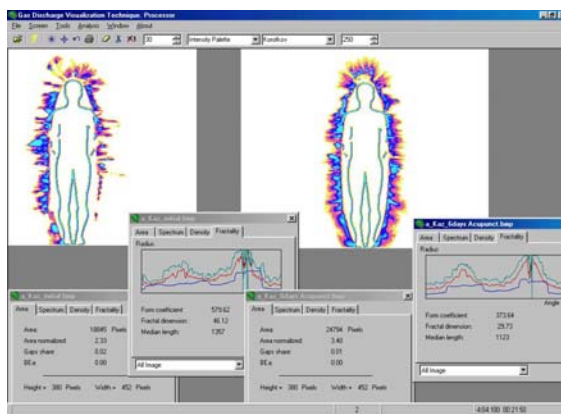 Gas Discharge Visualization Technique. Processor
File Screen Tools Analysis Window About
30 Intensity Palette Korotkov 250
a_Kaz_initial.bmp
Area Spectrum Density Fractality
Radius
Form coefficient: 579.62
Fractal dimension: 46.12
Median length: 1357
All Image
a_Kaz_6days Acupunct.bmp
Area Spectrum Density Fractality
Radius
Angle
Form coefficient: 373.64
Fractal dimension: 29.73
Median length: 1123
All Image
a_Kaz_initial.bmp
Area Spectrum Density Fractality
Area 18845 Pixels
Area normalized: 2.33
Gaps share: 0.02
BEa 0.00
Height = 380 Pixels Width = 452 Pixels
a_Kaz_6days Acupunct.bmp
Area Spectrum Density Fractality
Area 24794 Pixels
Area normalized: 3.40
Gaps share: 0.01
BEa 0.00
Height = 380 Pixels Width = 452 Pixels
2